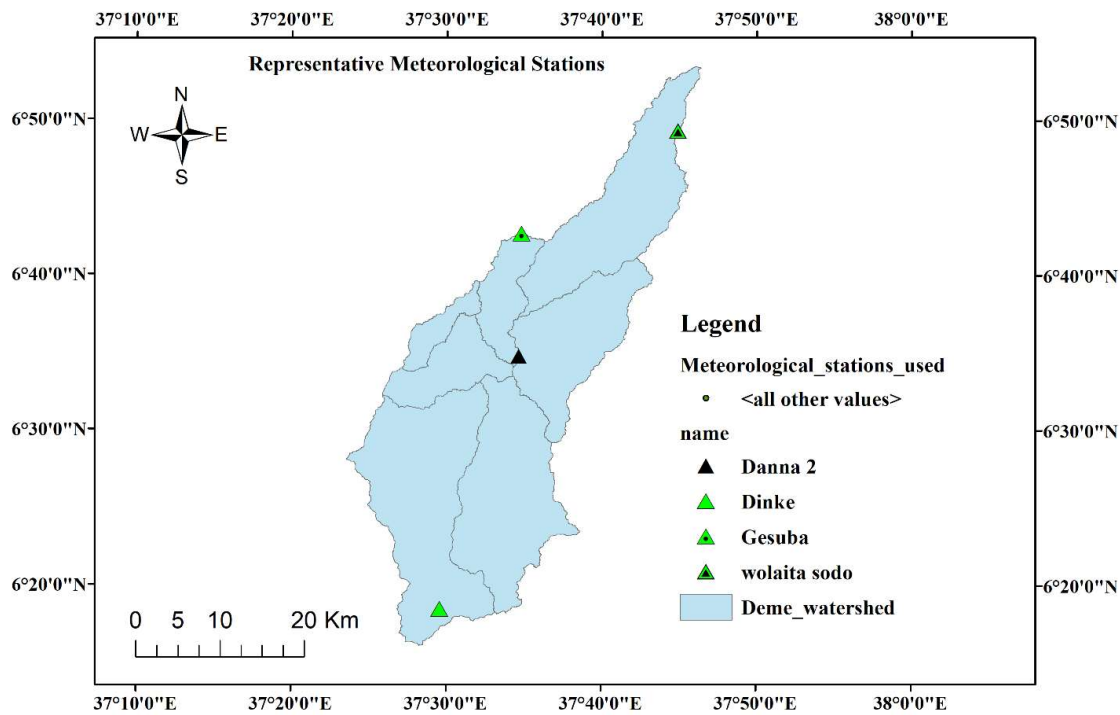 37°10'0"E 37°20'0"E 37°30'0"E 37°40'0"E 37°50'0"E 38°0'0"E
Representative Meteorological Stations
N
W E
S
6°50'0"N 6°50'0"N
6°40'0"N 6°40'0"N
6°30'0"N 6°30'0"N
6°20'0"N 6°20'0"N
Legend
Meteorological_stations_used
<all other values>
name
Danna 2
Dinke
Gesuba
wolaita sodo
Deme_watershed
0 5 10 20 Km
37°10'0"E 37°20'0"E 37°30'0"E 37°40'0"E 37°50'0"E 38°0'0"E